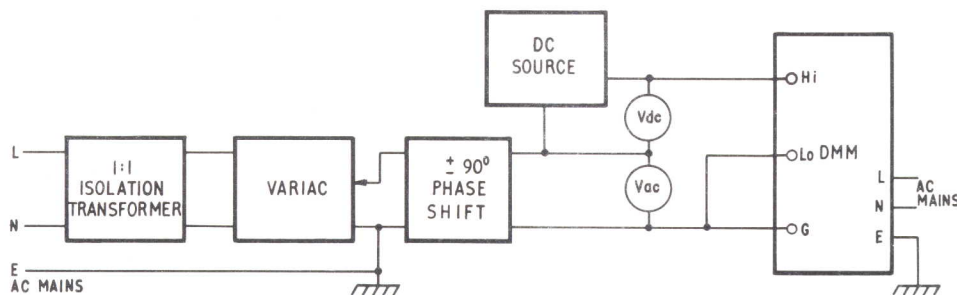 DC
SOURCE
Hi
Vdc
L
1:1
ISOLATION
TRANSFORMER
VARIAC
± 90°
PHASE
SHIFT
Vac
Lo DMM
L
AC
MAINS
N
N
G
E
E
AC MAINS